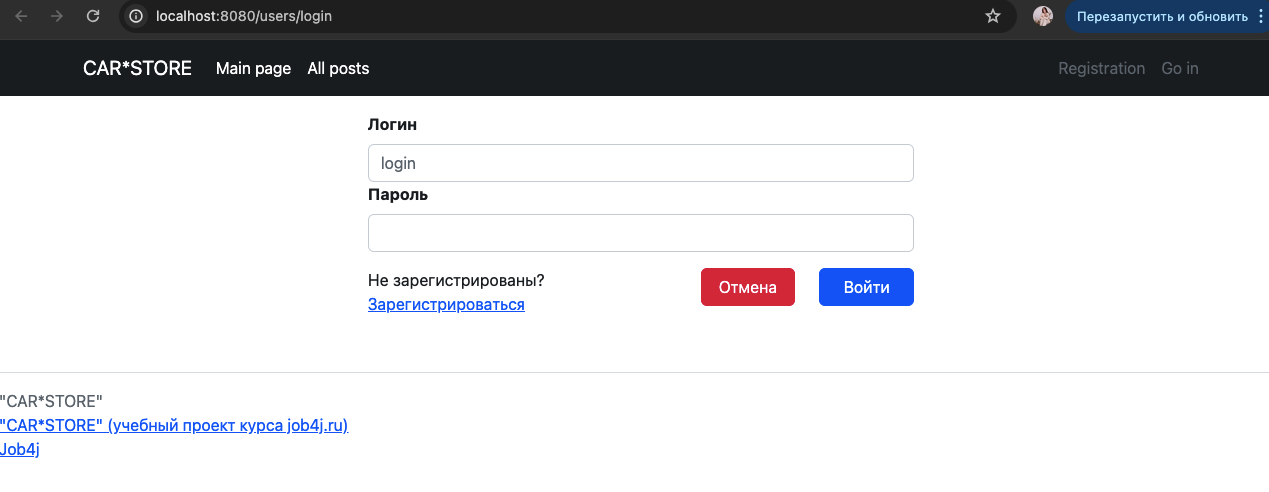 localhost:8080/users/login
Перезапустить и обновить
CAR*STORE Main page All posts Registration Go in
Логин
login
Пароль
Не зарегистрированы?
Зарегистрироваться
Отмена Войти
"CAR*STORE"
"CAR*STORE" (учебный проект курса job4j.ru)
Job4j